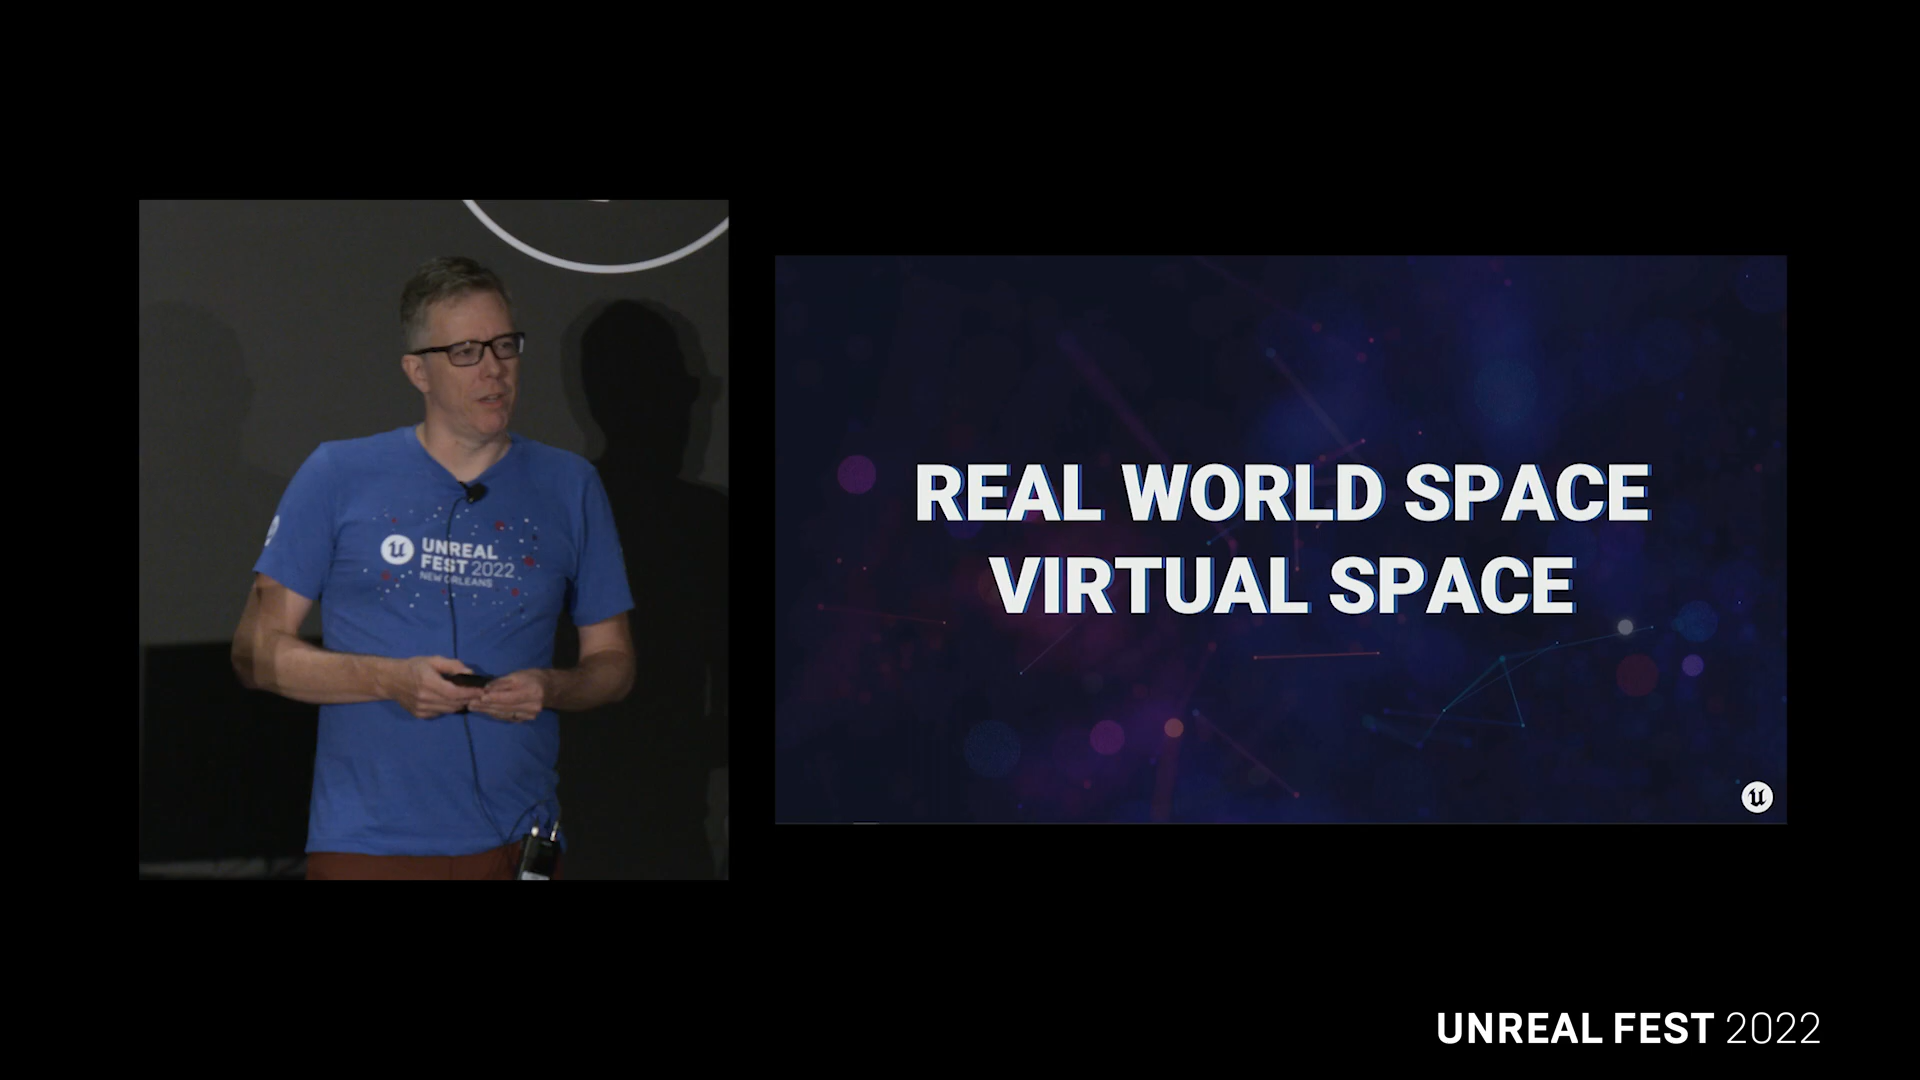 UNREAL
FEST 2022
NEW ORLEANS
REAL WORLD SPACE
VIRTUAL SPACE
UNREAL FEST 2022